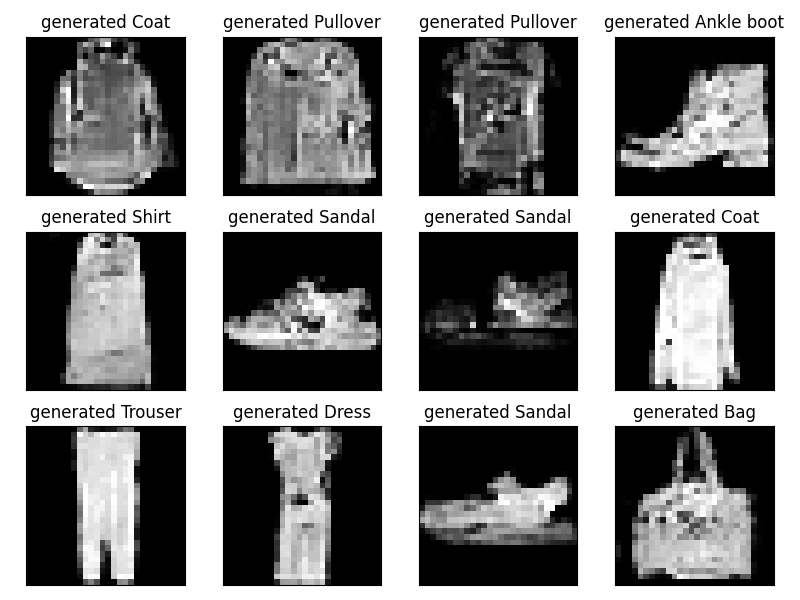 generated Coat
generated Pullover
generated Pullover
generated Ankle boot
generated Shirt
generated Sandal
generated Sandal
generated Coat
generated Trouser
generated Dress
generated Sandal
generated Bag